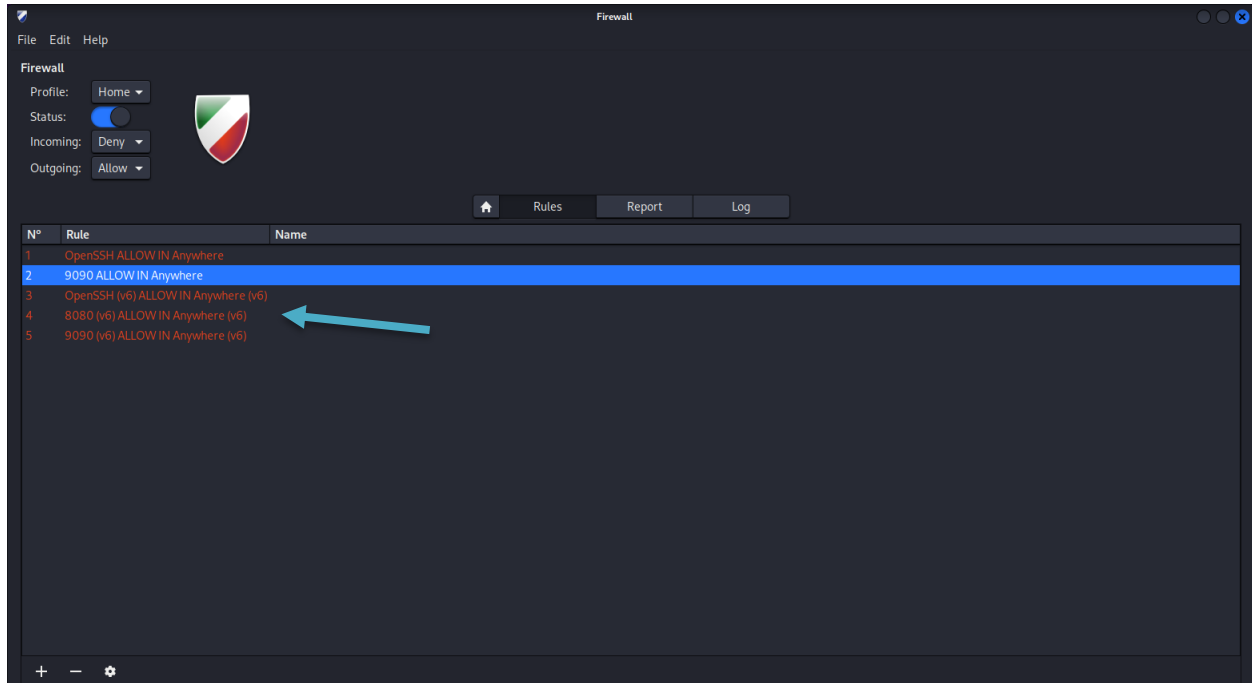 Firewall
File Edit Help
Firewall
Profile: Home
Status:
Incoming: Deny
Outgoing: Allow
Rules Report Log
Nº Rule Name
1 OpenSSH ALLOW IN Anywhere
2 9090 ALLOW IN Anywhere
3 OpenSSH (v6) ALLOW IN Anywhere (v6)
4 8080 (v6) ALLOW IN Anywhere (v6)
5 9090 (v6) ALLOW IN Anywhere (v6)